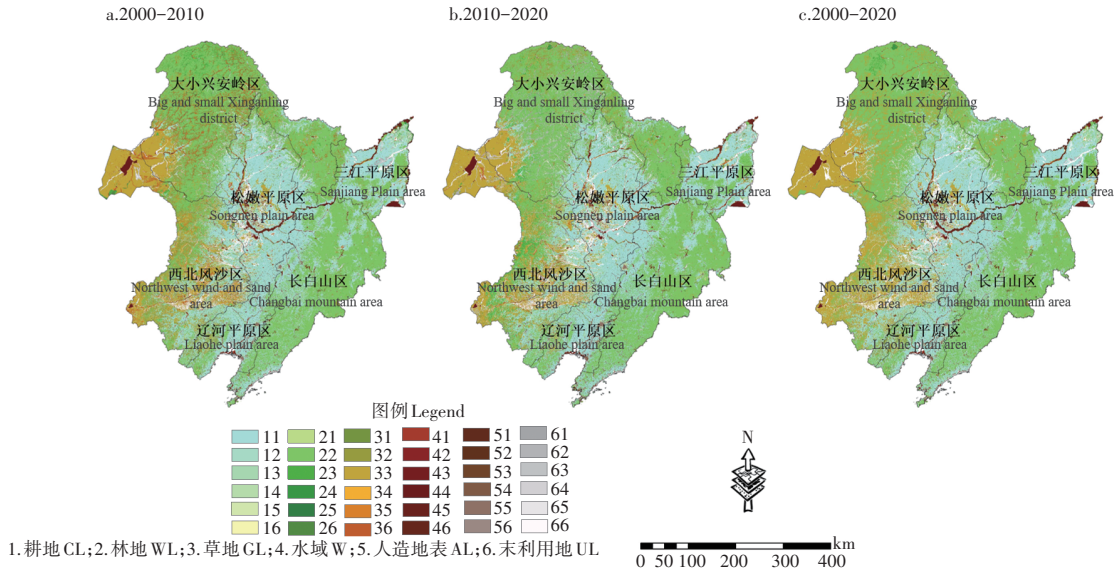 a.2000-2010
b.2010-2020
c.2000-2020
大小兴安岭区
Big and small Xinganling
district
三江平原区
Sanjiang Plain area
松嫩平原区
Songnen plain area
西北风沙区
Northwest wind and sand
area
长白山区
Changbai mountain area
辽河平原区
Liaohe plain area
大小兴安岭区
Big and small Xinganling
district
三江平原区
Sanjiang Plain area
松嫩平原区
Songnen plain area
西北风沙区
Northwest wind and sand
area
长白山区
Changbai mountain area
辽河平原区
Liaohe plain area
大小兴安岭区
Big and small Xinganling
district
三江平原区
Sanjiang Plain area
松嫩平原区
Songnen plain area
西北风沙区
Northwest wind and sand
area
长白山区
Changbai mountain area
辽河平原区
Liaohe plain area
图例 Legend
11 21 31 41 51 61
12 22 32 42 52 62
13 23 33 43 53 63
14 24 34 44 54 64
15 25 35 45 55 65
16 26 36 46 56 66
N
1.耕地 CL;2.林地 WL;3.草地 GL;4.水域 W;5.人造地表 AL;6.末利用地 UL
km
0 50 100 200 300 400